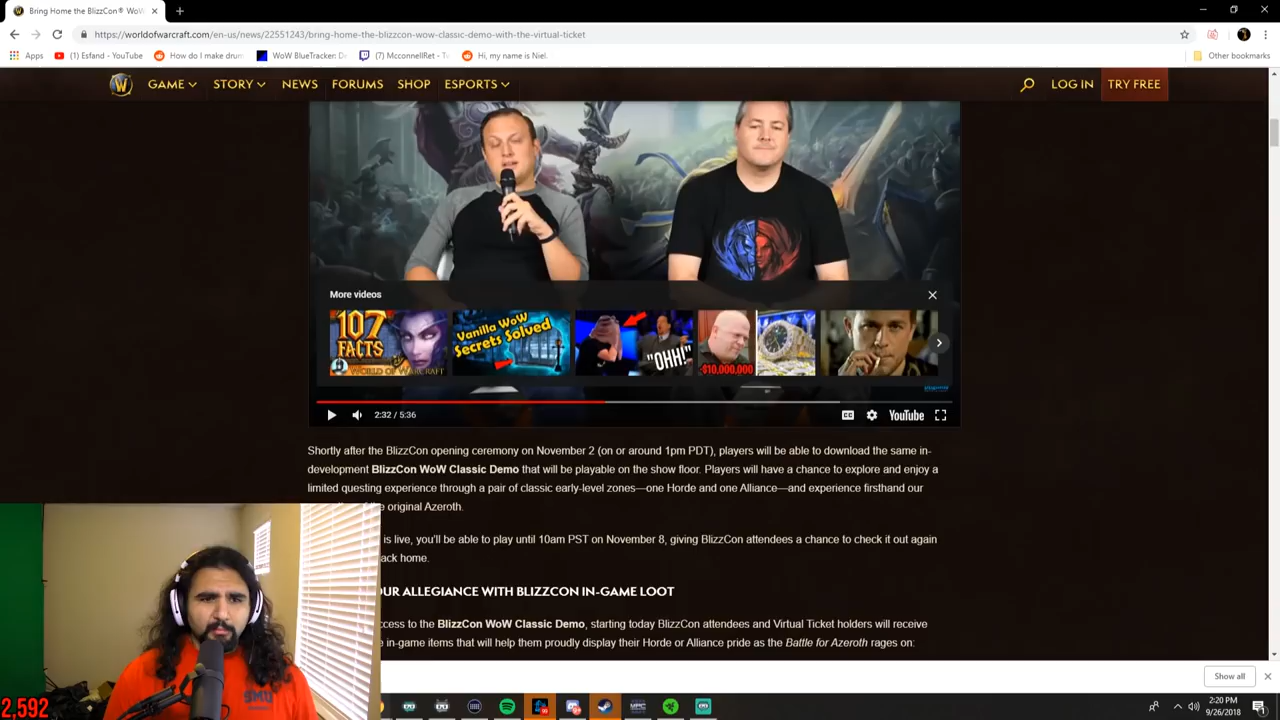 Bring Home the BlizzCon® WoW
https://worldofwarcraft.com/en-us/news/22551243/bring-home-the-blizzcon-wow-classic-demo-with-the-virtual-ticket
Apps (1) Esfand - YouTube How do I make drum WoW BlueTracker: De (7) McconnellRet - Tw Hi, my name is Niel. Other bookmarks
GAME STORY NEWS FORUMS SHOP ESPORTS LOG IN TRY FREE
More videos
107 FACTS
WORLD OF WARCRAFT
Vanilla WoW Secrets Solved
"OHH!"
$10,000,000
2:32 / 5:36 CC YouTube
Shortly after the BlizzCon opening ceremony on November 2 (on or around 1pm PDT), players will be able to download the same in-
development BlizzCon WoW Classic Demo that will be playable on the show floor. Players will have a chance to explore and enjoy a
limited questing experience through a pair of classic early-level zones—one Horde and one Alliance—and experience firsthand our
original Azeroth.
is live, you'll be able to play until 10am PST on November 8, giving BlizzCon attendees a chance to check it out again
ack home.
OUR ALLEGIANCE WITH BLIZZCON IN-GAME LOOT
ccess to the BlizzCon WoW Classic Demo, starting today BlizzCon attendees and Virtual Ticket holders will receive
in-game items that will help them proudly display their Horde or Alliance pride as the Battle for Azeroth rages on:
SMU
Show all
2,592
2:20 PM
9/26/2018